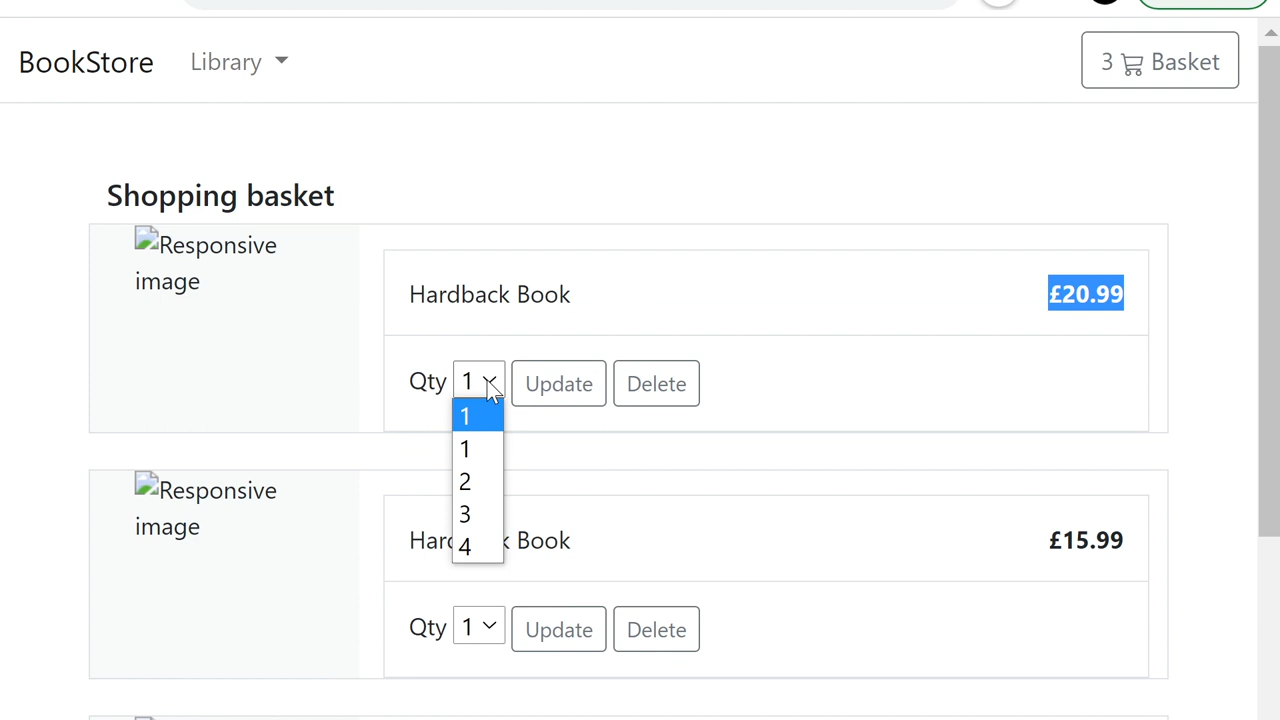 BookStore Library 3 Basket
Shopping basket
Responsive
image
Hardback Book £20.99
Qty 1 Update Delete
1
1
2
3
4
Responsive
image
Hardback Book £15.99
Qty 1 Update Delete